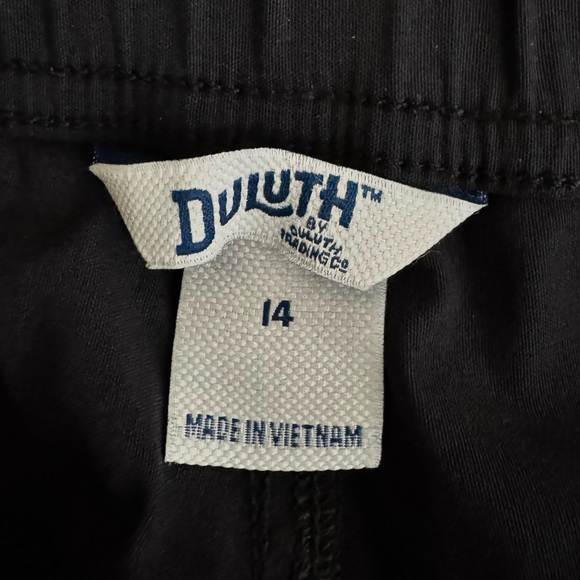 DULUTH™
BY
DULUTH
TRADING CO
14
MADE IN VIETNAM